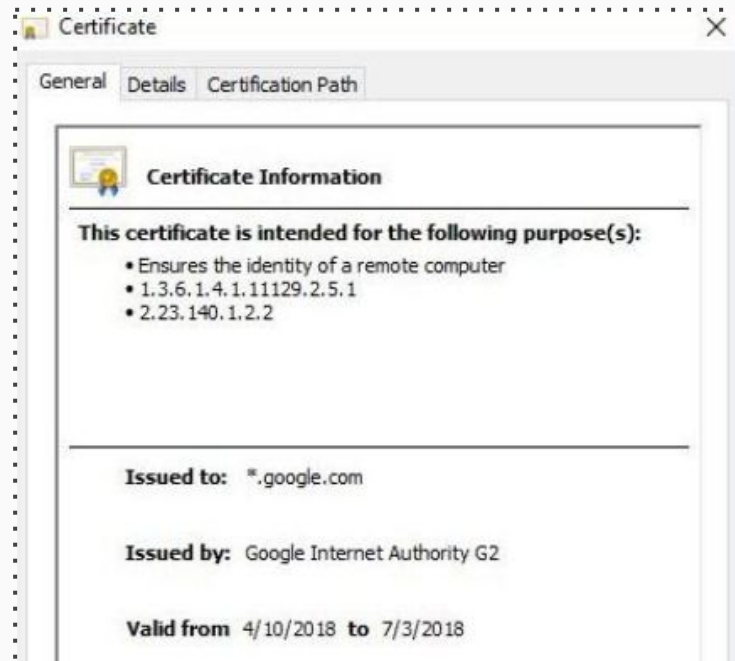 Certificate
General Details Certification Path
Certificate Information
This certificate is intended for the following purpose(s):
• Ensures the identity of a remote computer
• 1.3.6.1.4.1.11129.2.5.1
• 2.23.140.1.2.2
Issued to: *.google.com
Issued by: Google Internet Authority G2
Valid from 4/10/2018 to 7/3/2018